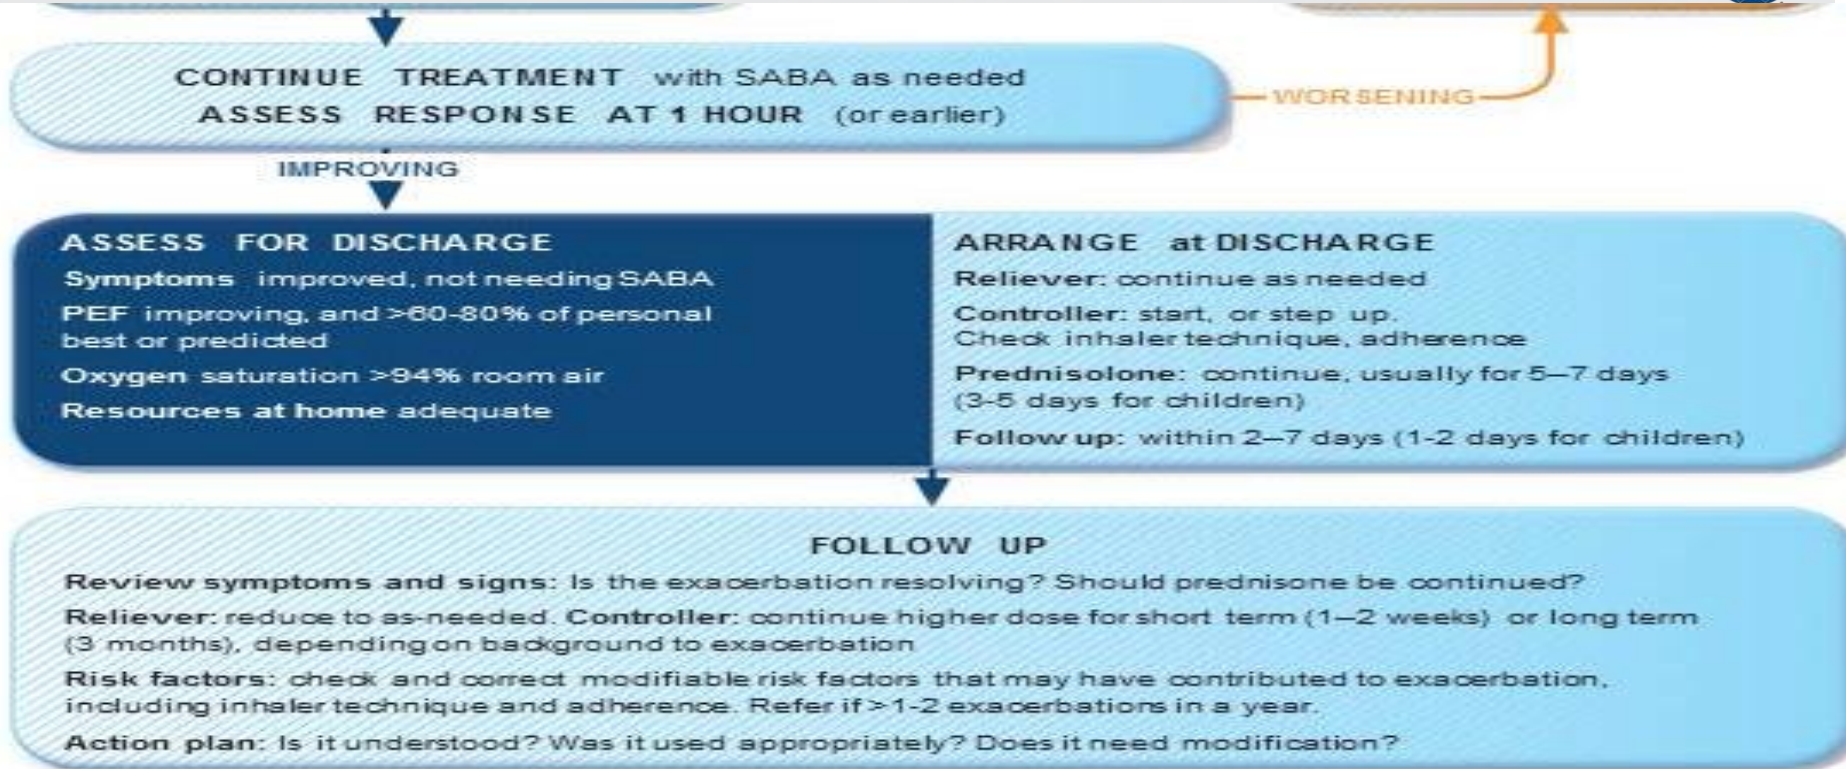 CONTINUE TREATMENT with SABA as needed
ASSESS RESPONSE AT 1 HOUR (or earlier)
WORSENING
IMPROVING
ASSESS FOR DISCHARGE
Symptoms improved, not needing SABA
PEF improving, and >60-80% of personal
best or predicted
Oxygen saturation >94% room air
Resources at home adequate
ARRANGE at DISCHARGE
Reliever: continue as needed
Controller: start, or step up.
Check inhaler technique, adherence
Prednisolone: continue, usually for 5–7 days
(3-5 days for children)
Follow up: within 2–7 days (1-2 days for children)
FOLLOW UP
Review symptoms and signs: Is the exacerbation resolving? Should prednisone be continued?
Reliever: reduce to as-needed. Controller: continue higher dose for short term (1–2 weeks) or long term
(3 months), depending on background to exacerbation
Risk factors: check and correct modifiable risk factors that may have contributed to exacerbation,
including inhaler technique and adherence. Refer if >1-2 exacerbations in a year.
Action plan: Is it understood? Was it used appropriately? Does it need modification?